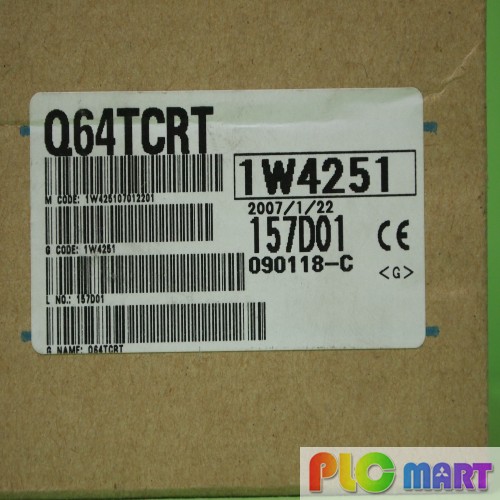 Q64TCRT
1W4251
M CODE: 1W425107012201
2007/1/22
157D01
G CODE: 1W4251
090118-C
<G>
L NO.: 157D01
G NAME: Q64TCRT
CE
PLC MART